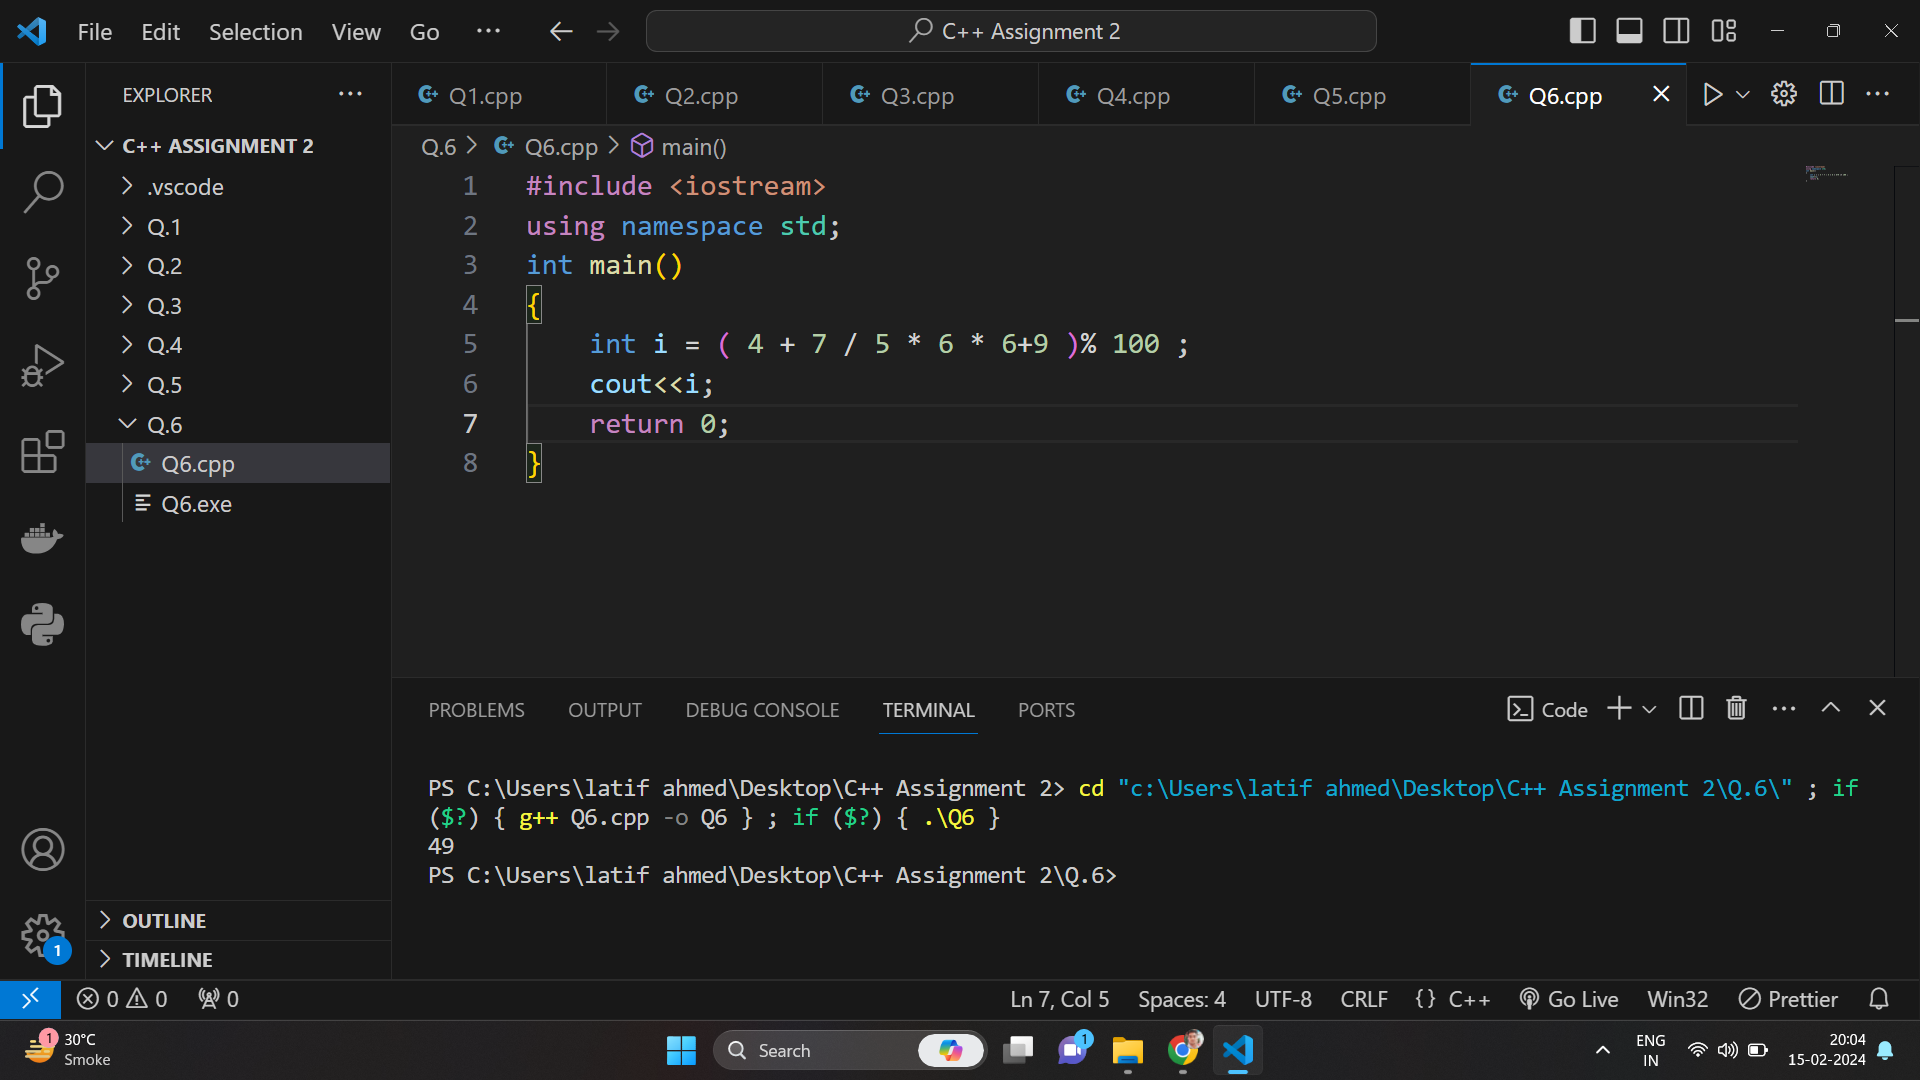 File Edit Selection View Go ··· C++ Assignment 2
EXPLORER ···
Q1.cpp Q2.cpp Q3.cpp Q4.cpp Q5.cpp Q6.cpp
C++ ASSIGNMENT 2
.vscode
Q.1
Q.2
Q.3
Q.4
Q.5
Q.6
Q6.cpp
Q6.exe
OUTLINE
TIMELINE
1
Q.6 > Q6.cpp > main()
1 #include <iostream>
2 using namespace std;
3 int main()
4 {
5 int i = ( 4 + 7 / 5 * 6 * 6+9 )% 100 ;
6 cout<<i;
7 return 0;
8 }
PROBLEMS OUTPUT DEBUG CONSOLE TERMINAL PORTS Code
PS C:\Users\latif ahmed\Desktop\C++ Assignment 2> cd "c:\Users\latif ahmed\Desktop\C++ Assignment 2\Q.6\" ; if
($?) { g++ Q6.cpp -o Q6 } ; if ($?) { .\Q6 }
49
PS C:\Users\latif ahmed\Desktop\C++ Assignment 2\Q.6>
0 0 0 Ln 7, Col 5 Spaces: 4 UTF-8 CRLF {} C++ Go Live Win32 Prettier
1 30°C
Smoke
Search
1
ENG
IN
20:04
15-02-2024